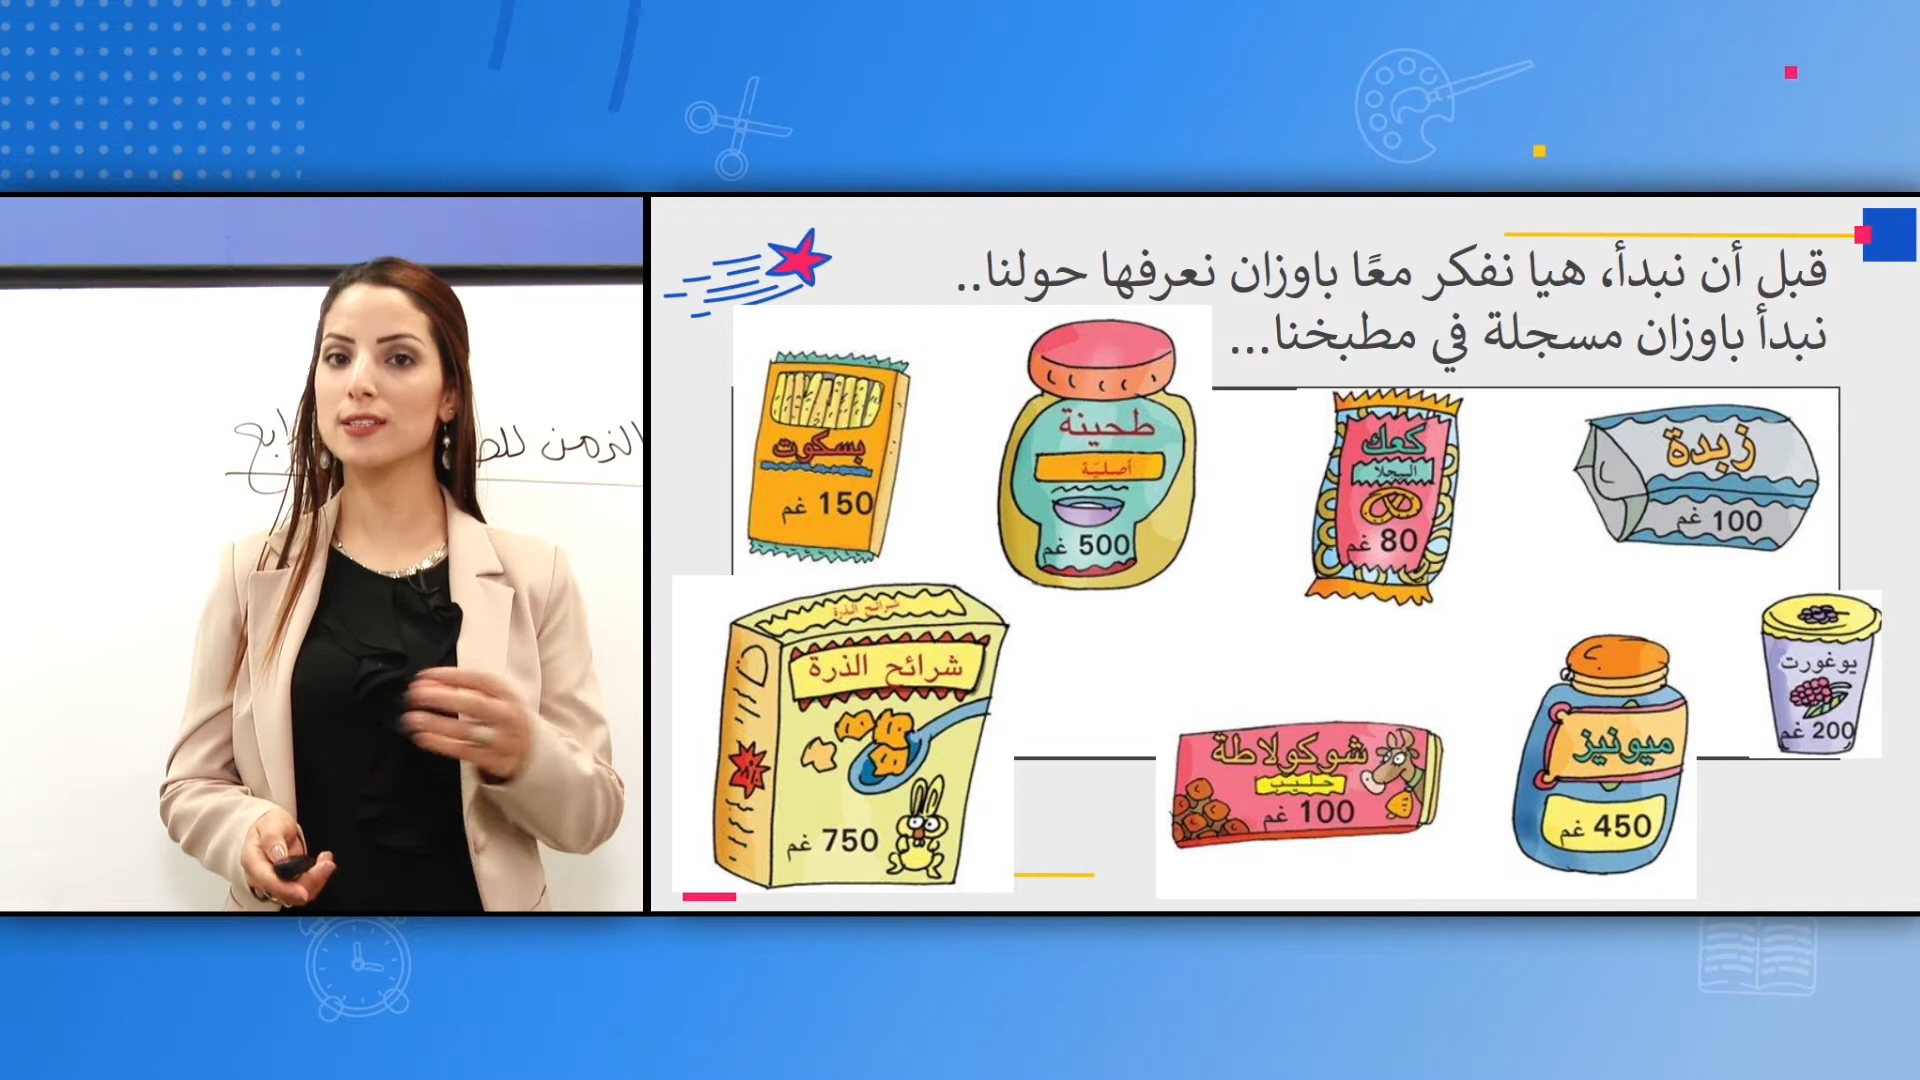 قبل أن نبدأ، هيا نفكر معًا باوزان نعرفها حولنا..
نبدأ باوزان مسجلة في مطبخنا...
زبدة
100 غم
كعك
80 غم
طحينة
أصلية
500 غم
بسكوت
150 غم
يوغورت
200 غم
ميونيز
450 غم
شوكولاطة
حليب
100 غم
شرائح الذرة
شرائح الذرة
750 غم
الزمن